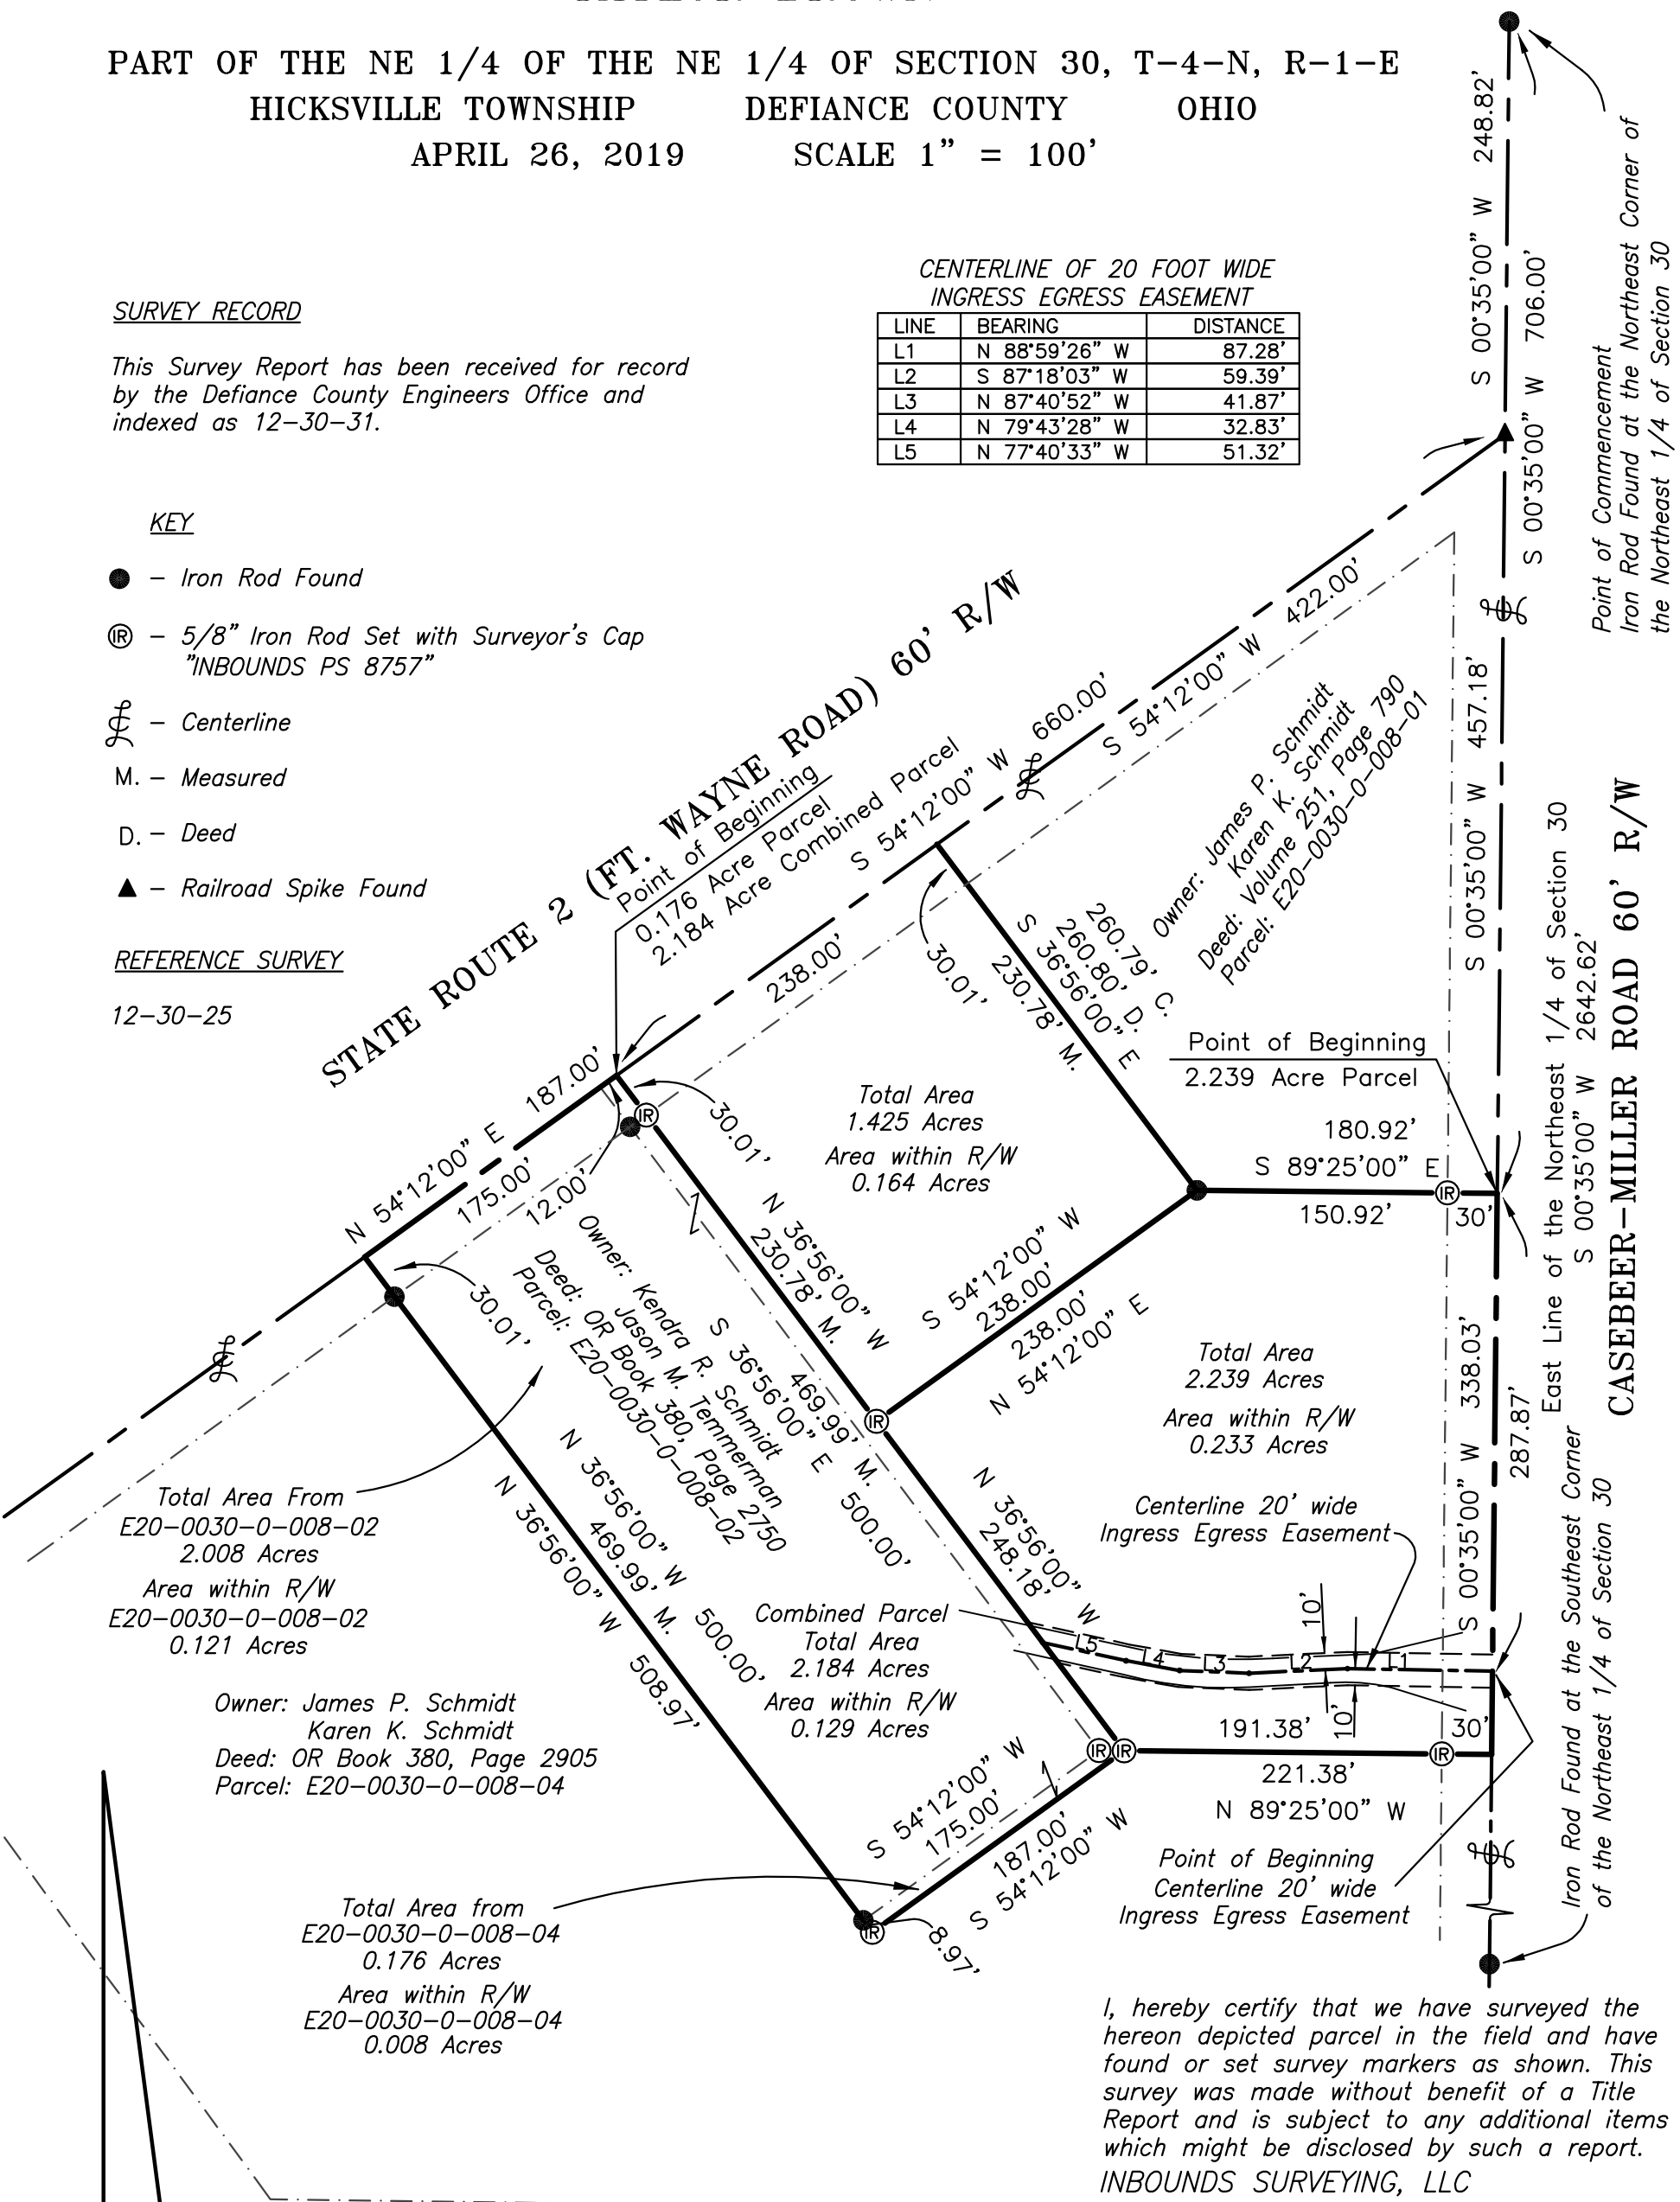 PART OF THE NE 1/4 OF THE NE 1/4 OF SECTION 30, T-4-N, R-1-E
HICKSVILLE TOWNSHIP DEFIANCE COUNTY OHIO
APRIL 26, 2019 SCALE 1" = 100'
SURVEY RECORD
This Survey Report has been received for record
by the Defiance County Engineers Office and
indexed as 12-30-31.
KEY
- Iron Rod Found
IR - 5/8" Iron Rod Set with Surveyor's Cap
"INBOUNDS PS 8757"
- Centerline
M. - Measured
D. - Deed
- Railroad Spike Found
REFERENCE SURVEY
12-30-25
CENTERLINE OF 20 FOOT WIDE
INGRESS EGRESS EASEMENT
LINE BEARING DISTANCE
L1 N 88°59'26" W 87.28'
L2 S 87°18'03" W 59.39'
L3 N 87°40'52" W 41.87'
L4 N 79°43'28" W 32.83'
L5 N 77°40'33" W 51.32'
S 00°35'00" W 248.82'
S 00°35'00" W 706.00'
Point of Commencement
Iron Rod Found at the Northeast Corner of
the Northeast 1/4 of Section 30
STATE ROUTE 2 (FT. WAYNE ROAD) 60' R/W
Point of Beginning
0.176 Acre Parcel
2.184 Acre Combined Parcel
S 54°12'00" W 660.00'
S 54°12'00" W 422.00'
238.00'
Owner: James P. Schmidt
Karen K. Schmidt
Deed: Volume 251, Page 790
Parcel: E20-0030-0-008-01
S 00°35'00" W 457.18'
260.79' C.
260.80' D.
S 36°56'00" E
230.78' M.
30.01'
Point of Beginning
2.239 Acre Parcel
180.92'
S 89°25'00" E
IR
150.92'
30'
East Line of the Northeast 1/4 of Section 30
S 00°35'00" W 2642.62'
CASEBEER-MILLER ROAD 60' R/W
N 54°12'00" E 187.00'
175.00'
12.00'
30.01'
IR
30.01'
Total Area
1.425 Acres
Area within R/W
0.164 Acres
N 36°56'00" W
230.78' M.
S 54°12'00" W
238.00'
238.00'
N 54°12'00" E
IR
Owner: Kendra R. Schmidt
Jason M. Temmerman
Deed: OR Book 380, Page 2750
Parcel: E20-0030-0-008-02
469.99' M.
S 36°56'00" E 500.00'
Total Area
2.239 Acres
Area within R/W
0.233 Acres
S 00°35'00" W 338.03'
287.87'
Centerline 20' wide
Ingress Egress Easement
N 36°56'00" W
248.18'
Total Area From
E20-0030-0-008-02
2.008 Acres
Area within R/W
E20-0030-0-008-02
0.121 Acres
N 36°56'00" W 500.00'
469.99' M.
N 36°56'00" W 508.97'
Combined Parcel
Total Area
2.184 Acres
Area within R/W
0.129 Acres
L5 L4 L3 L2 L1
10'
10'
Owner: James P. Schmidt
Karen K. Schmidt
Deed: OR Book 380, Page 2905
Parcel: E20-0030-0-008-04
191.38'
30'
IR IR IR
221.38'
N 89°25'00" W
S 54°12'00" W
175.00'
187.00'
S 54°12'00" W
IR
8.97'
Point of Beginning
Centerline 20' wide
Ingress Egress Easement
Iron Rod Found at the Southeast Corner
of the Northeast 1/4 of Section 30
Total Area from
E20-0030-0-008-04
0.176 Acres
Area within R/W
E20-0030-0-008-04
0.008 Acres
I, hereby certify that we have surveyed the
hereon depicted parcel in the field and have
found or set survey markers as shown. This
survey was made without benefit of a Title
Report and is subject to any additional items
which might be disclosed by such a report.
INBOUNDS SURVEYING, LLC